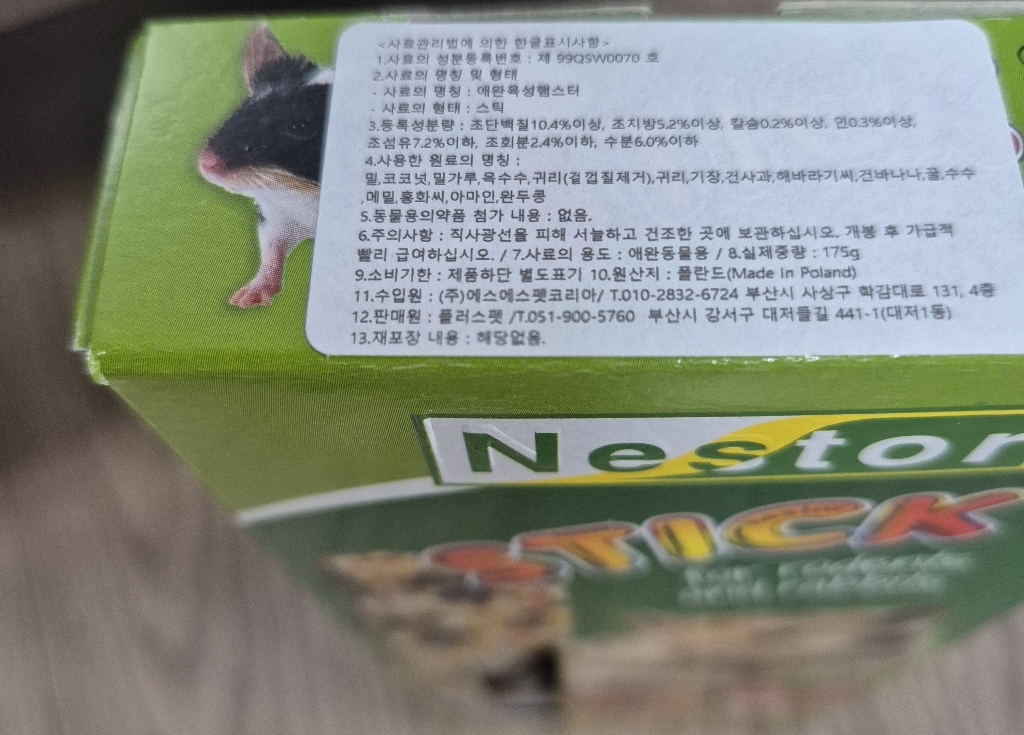 <사료관리법에 의한 한글표시사항>
1.사료의 성분등록번호 : 제 99QSW0070 호
2.사료의 명칭 및 형태
- 사료의 명칭 : 애완육성햄스터
- 사료의 형태 : 스틱
3.등록성분량 : 조단백질10.4%이상, 조지방5.2%이상, 칼슘0.2%이상, 인0.3%이상,
조섬유7.2%이하, 조회분2.4%이하, 수분6.0%이하
4.사용한 원료의 명칭 :
밀,코코넛,밀가루,옥수수,귀리(겉껍질제거),귀리,기장,건사과,해바라기씨,건바나나,꿀,수수
,메밀,홍화씨,아마인,완두콩
5.동물용의약품 첨가 내용 : 없음.
6.주의사항 : 직사광선을 피해 서늘하고 건조한 곳에 보관하십시오. 개봉 후 가급적
빨리 급여하십시오. / 7.사료의 용도 : 애완동물용 / 8.실제중량 : 175g
9.소비기한 : 제품하단 별도표기 10.원산지 : 폴란드(Made In Poland)
11.수입원 : (주)에스에스펫코리아/ T.010-2832-6724 부산시 사상구 학감대로 131, 4층
12.판매원 : 플러스펫 /T.051-900-5760 부산시 강서구 대저들길 441-1(대저1동)
13.재포장 내용 : 해당없음.
Nestor
STICK
for rodents
and rabbits